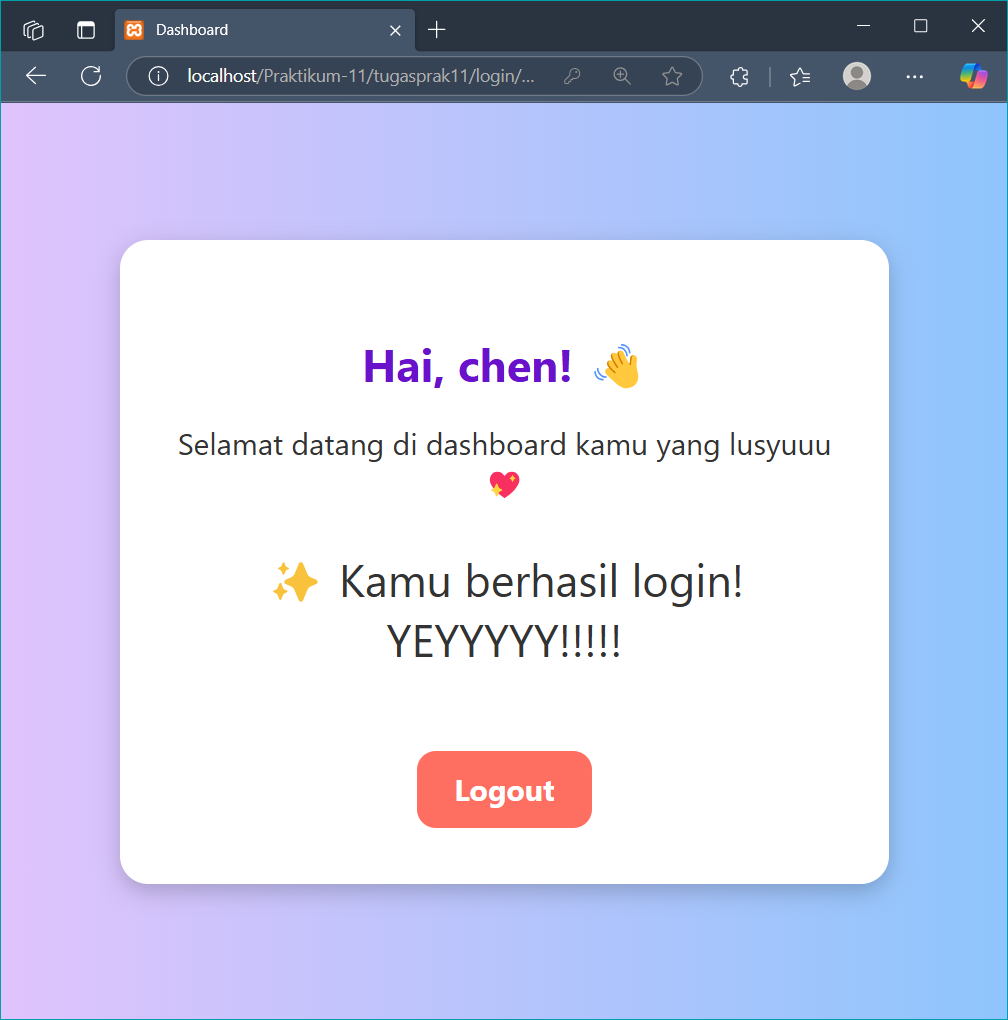 Dashboard
localhost/Praktikum-11/tugasprak11/login/...
Hai, chen! 👋
Selamat datang di dashboard kamu yang lusyuuu
💖
✨ Kamu berhasil login!
YEYYYYY!!!!!
Logout